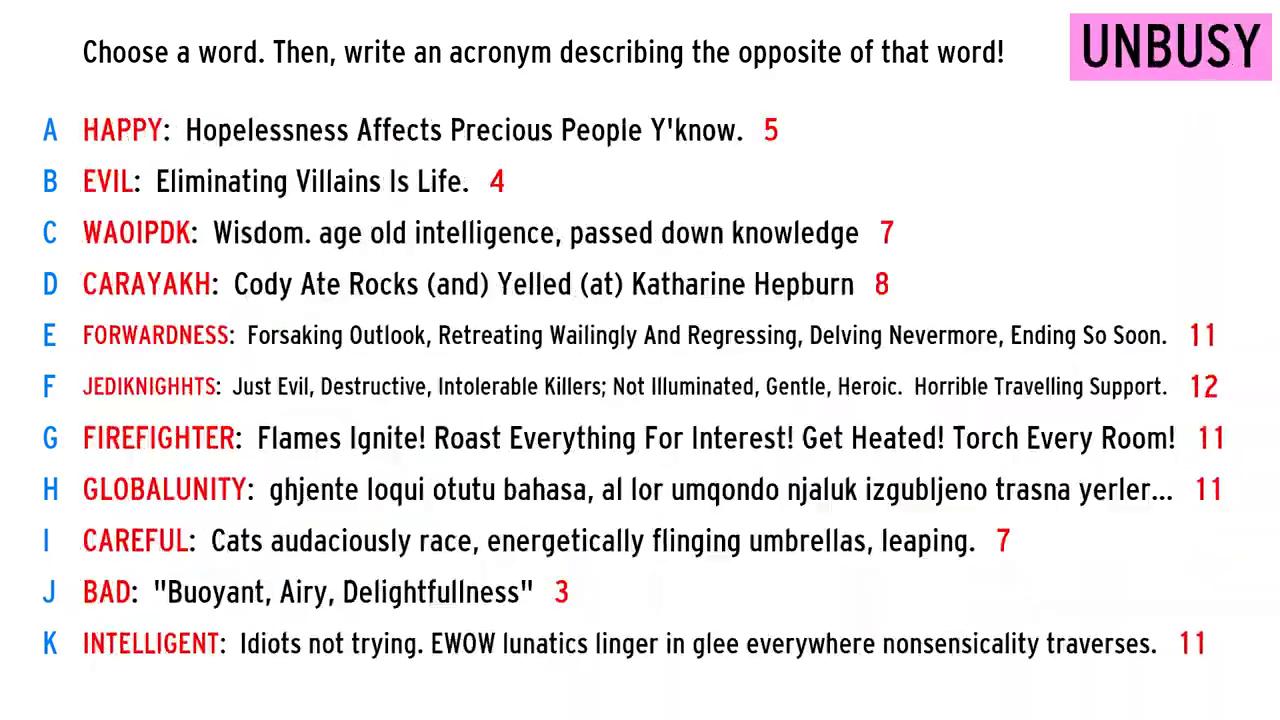 Choose a word. Then, write an acronym describing the opposite of that word!
UNBUSY
A HAPPY: Hopelessness Affects Precious People Y'know. 5
B EVIL: Eliminating Villains Is Life. 4
C WAOIPDK: Wisdom. age old intelligence, passed down knowledge 7
D CARAYAKH: Cody Ate Rocks (and) Yelled (at) Katharine Hepburn 8
E FORWARDNESS: Forsaking Outlook, Retreating Wailingly And Regressing, Delving Nevermore, Ending So Soon. 11
F JEDIKNIGHHTS: Just Evil, Destructive, Intolerable Killers; Not Illuminated, Gentle, Heroic. Horrible Travelling Support. 12
G FIREFIGHTER: Flames Ignite! Roast Everything For Interest! Get Heated! Torch Every Room! 11
H GLOBALUNITY: ghjente loqui otutu bahasa, al lor umqondo njaluk izgubljeno trasna yerler... 11
I CAREFUL: Cats audaciously race, energetically flinging umbrellas, leaping. 7
J BAD: "Buoyant, Airy, Delightfullness" 3
K INTELLIGENT: Idiots not trying. EWOW lunatics linger in glee everywhere nonsensicality traverses. 11